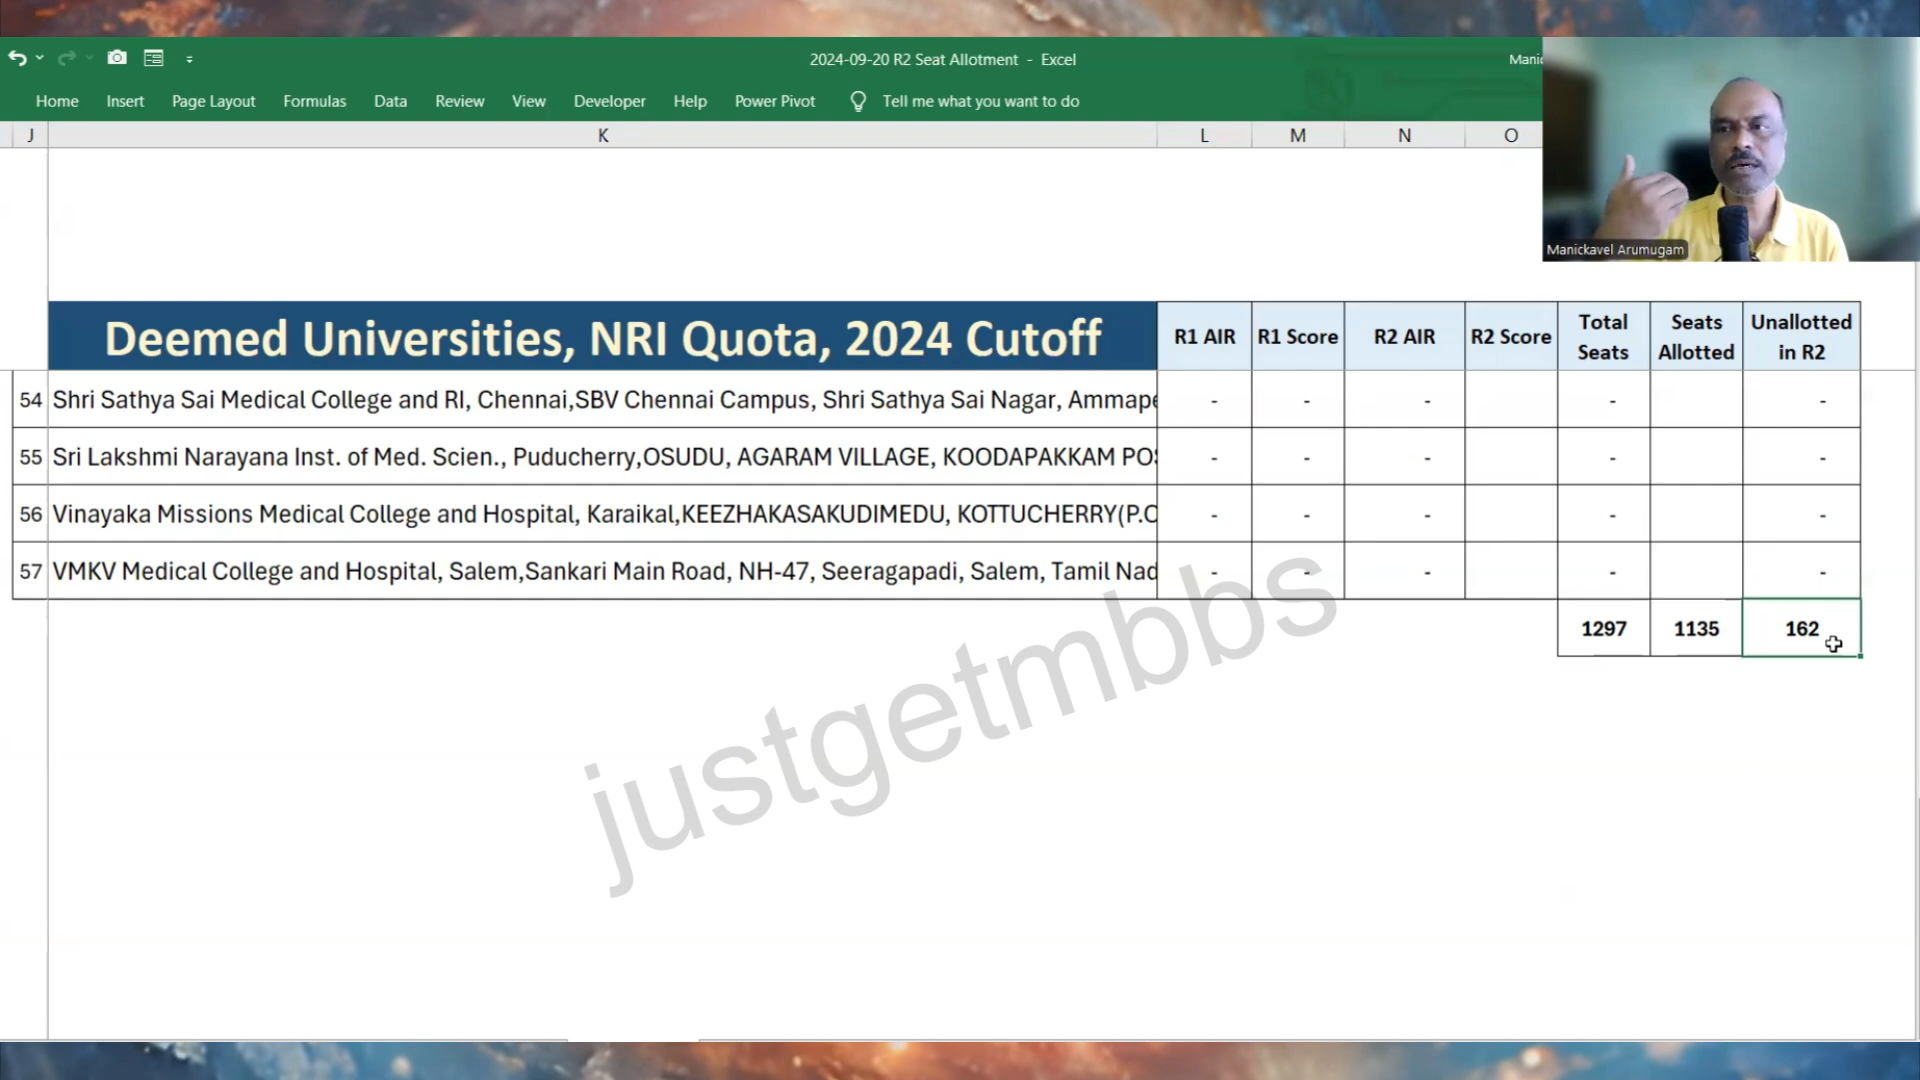 2024-09-20 R2 Seat Allotment - Excel
Home Insert Page Layout Formulas Data Review View Developer Help Power Pivot Tell me what you want to do
Manickavel Arumugam
J K L M N O
Deemed Universities, NRI Quota, 2024 Cutoff R1 AIR R1 Score R2 AIR R2 Score Total Seats Seats Allotted Unallotted in R2
54 Shri Sathya Sai Medical College and RI, Chennai,SBV Chennai Campus, Shri Sathya Sai Nagar, Ammape - - - - -
55 Sri Lakshmi Narayana Inst. of Med. Scien., Puducherry,OSUDU, AGARAM VILLAGE, KOODAPAKKAM POS - - - - -
56 Vinayaka Missions Medical College and Hospital, Karaikal,KEEZHAKASAKUDIMEDU, KOTTUCHERRY(P.O - - - - -
57 VMKV Medical College and Hospital, Salem,Sankari Main Road, NH-47, Seeragapadi, Salem, Tamil Nad - - - - -
1297 1135 162
justgetmbbs